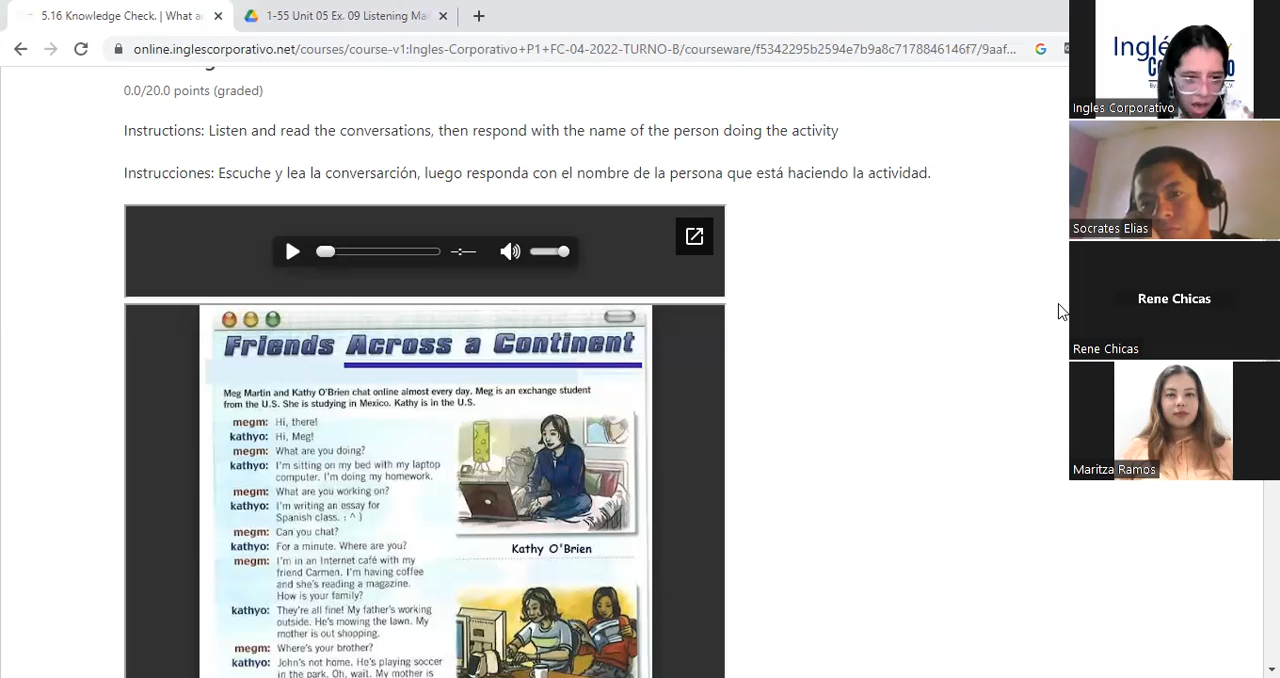 5.16 Knowledge Check. | What a
1-55 Unit 05 Ex. 09 Listening Ma
online.inglescorporativo.net/courses/course-v1:Ingles-Corporativo+P1+FC-04-2022-TURNO-B/courseware/f5342295b2594e7b9a8c7178846146f7/9aaf...
0.0/20.0 points (graded)
Instructions: Listen and read the conversations, then respond with the name of the person doing the activity
Instrucciones: Escuche y lea la conversarción, luego responda con el nombre de la persona que está haciendo la actividad.
Friends Across a Continent
Meg Martin and Kathy O'Brien chat online almost every day. Meg is an exchange student
from the U.S. She is studying in Mexico. Kathy is in the U.S.
megm: Hi, there!
kathyo: Hi, Meg!
megm: What are you doing?
kathyo: I'm sitting on my bed with my laptop
computer. I'm doing my homework.
megm: What are you working on?
kathyo: I'm writing an essay for
Spanish class. : ^ )
megm: Can you chat?
kathyo: For a minute. Where are you?
megm: I'm in an Internet café with my
friend Carmen. I'm having coffee
and she's reading a magazine.
How is your family?
kathyo: They're all fine! My father's working
outside. He's mowing the lawn. My
mother is out shopping.
megm: Where's your brother?
kathyo: John's not home. He's playing soccer
in the park. Oh, wait. My mother is
Kathy O'Brien
Ingles Corporativo
Socrates Elias
Rene Chicas
Rene Chicas
Maritza Ramos